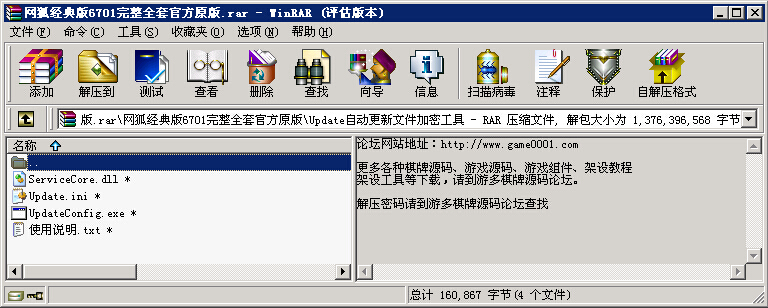 网狐经典版6701完整全套官方原版.rar - WinRAR (评估版本)
文件(F) 命令(C) 工具(S) 收藏夹(O) 选项(N) 帮助(H)
添加 解压到 测试 查看 删除 查找 向导 信息 扫描病毒 注释 保护 自解压格式
版.rar\网狐经典版6701完整全套官方原版\Update自动更新文件加密工具 - RAR 压缩文件, 解包大小为 1,376,396,568 字节
名称
..
ServiceCore.dll *
Update.ini *
UpdateConfig.exe *
使用说明.txt *
论坛网站地址：http://www.game0001.com
更多各种棋牌源码、游戏源码、游戏组件、架设教程
架设工具等下载，请到游多棋牌源码论坛。
解压密码请到游多棋牌源码论坛查找
总计 160,867 字节(4 个文件)